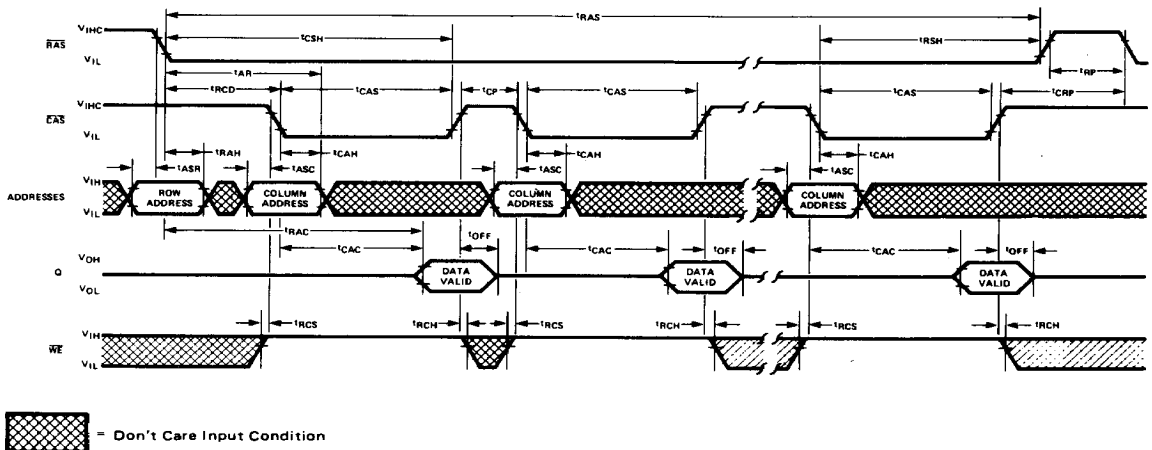 tRAS
VIHC
RAS
VIL
tCSH
tRSH
tAR
tRP
tRCD
tCAS
tCP
tCAS
tCAS
tCRP
VIHC
CAS
VIL
tRAH
tCAH
tCAH
tCAH
tASR
tASC
tASC
tASC
VIH
ADDRESSES
VIL
ROW ADDRESS
COLUMN ADDRESS
COLUMN ADDRESS
COLUMN ADDRESS
tRAC
tOFF
tOFF
tOFF
tCAC
tCAC
tCAC
VOH
Q
VOL
DATA VALID
DATA VALID
DATA VALID
tRCS
tRCH
tRCS
tRCH
tRCS
tRCH
VIH
WE
VIL
= Don't Care Input Condition